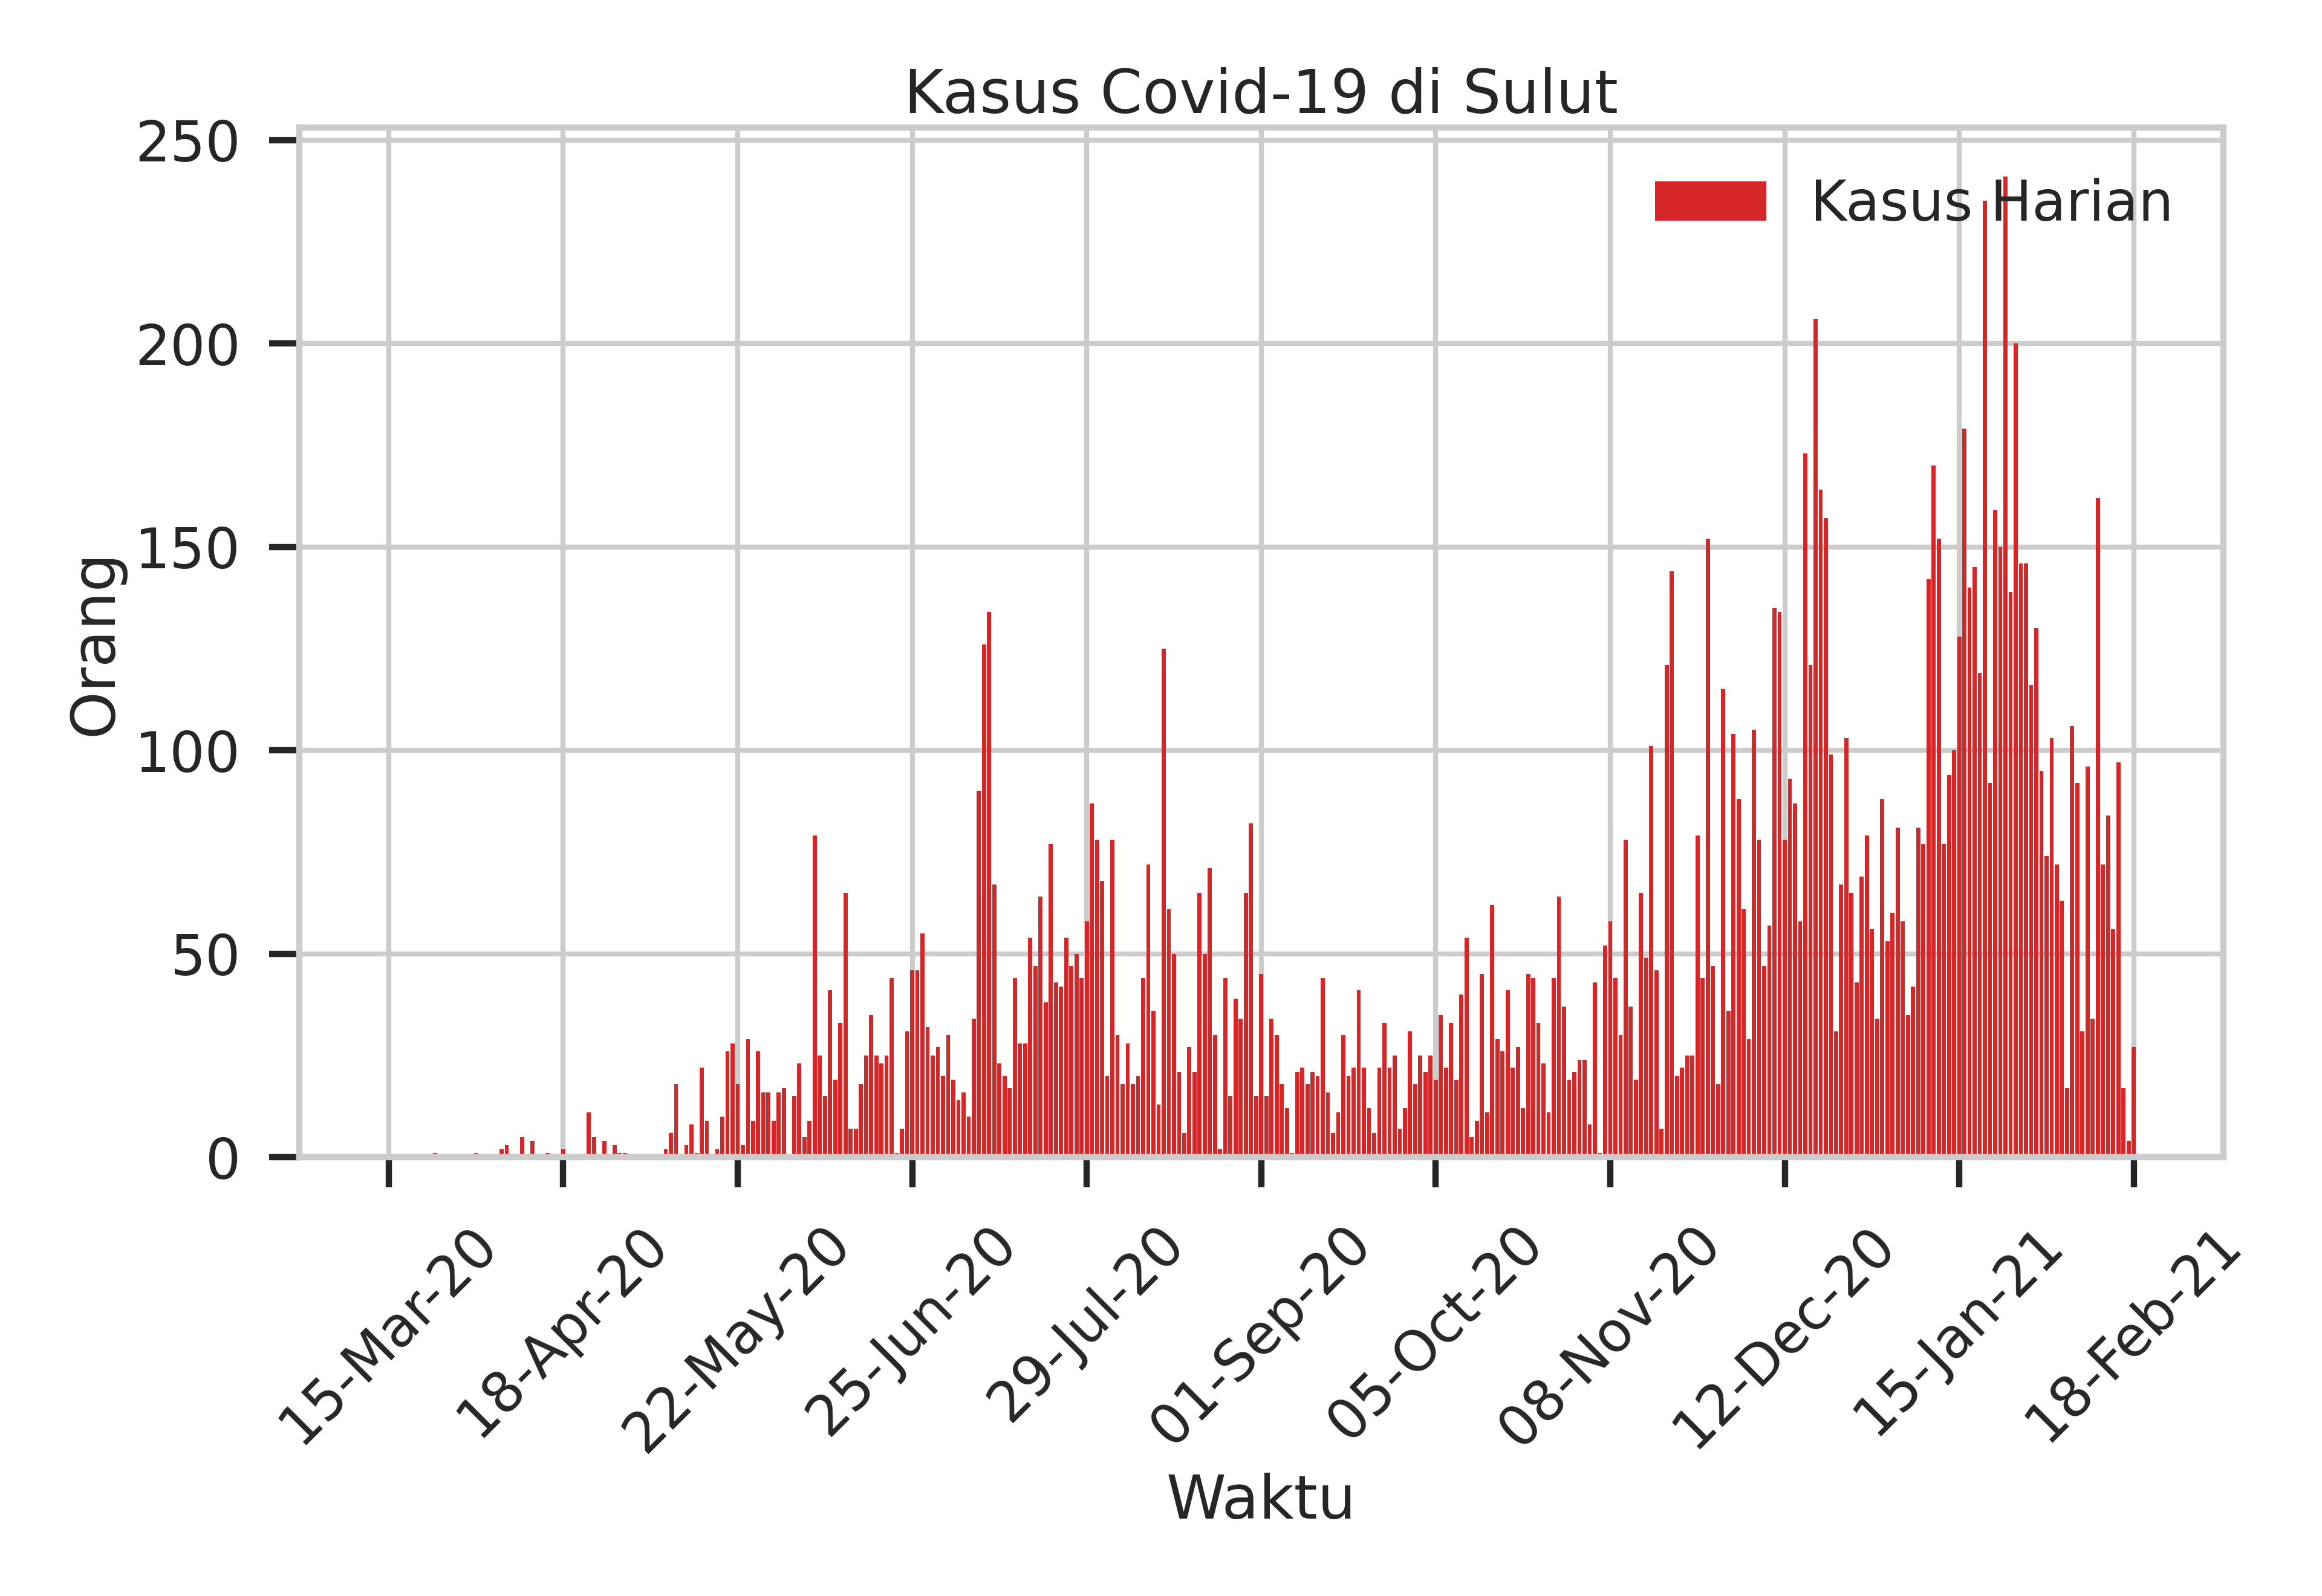 Kasus Covid-19 di Sulut
Kasus Harian
Orang
250
200
150
100
50
0
15-Mar-20
18-Apr-20
22-May-20
25-Jun-20
29-Jul-20
01-Sep-20
05-Oct-20
08-Nov-20
12-Dec-20
15-Jan-21
18-Feb-21
Waktu